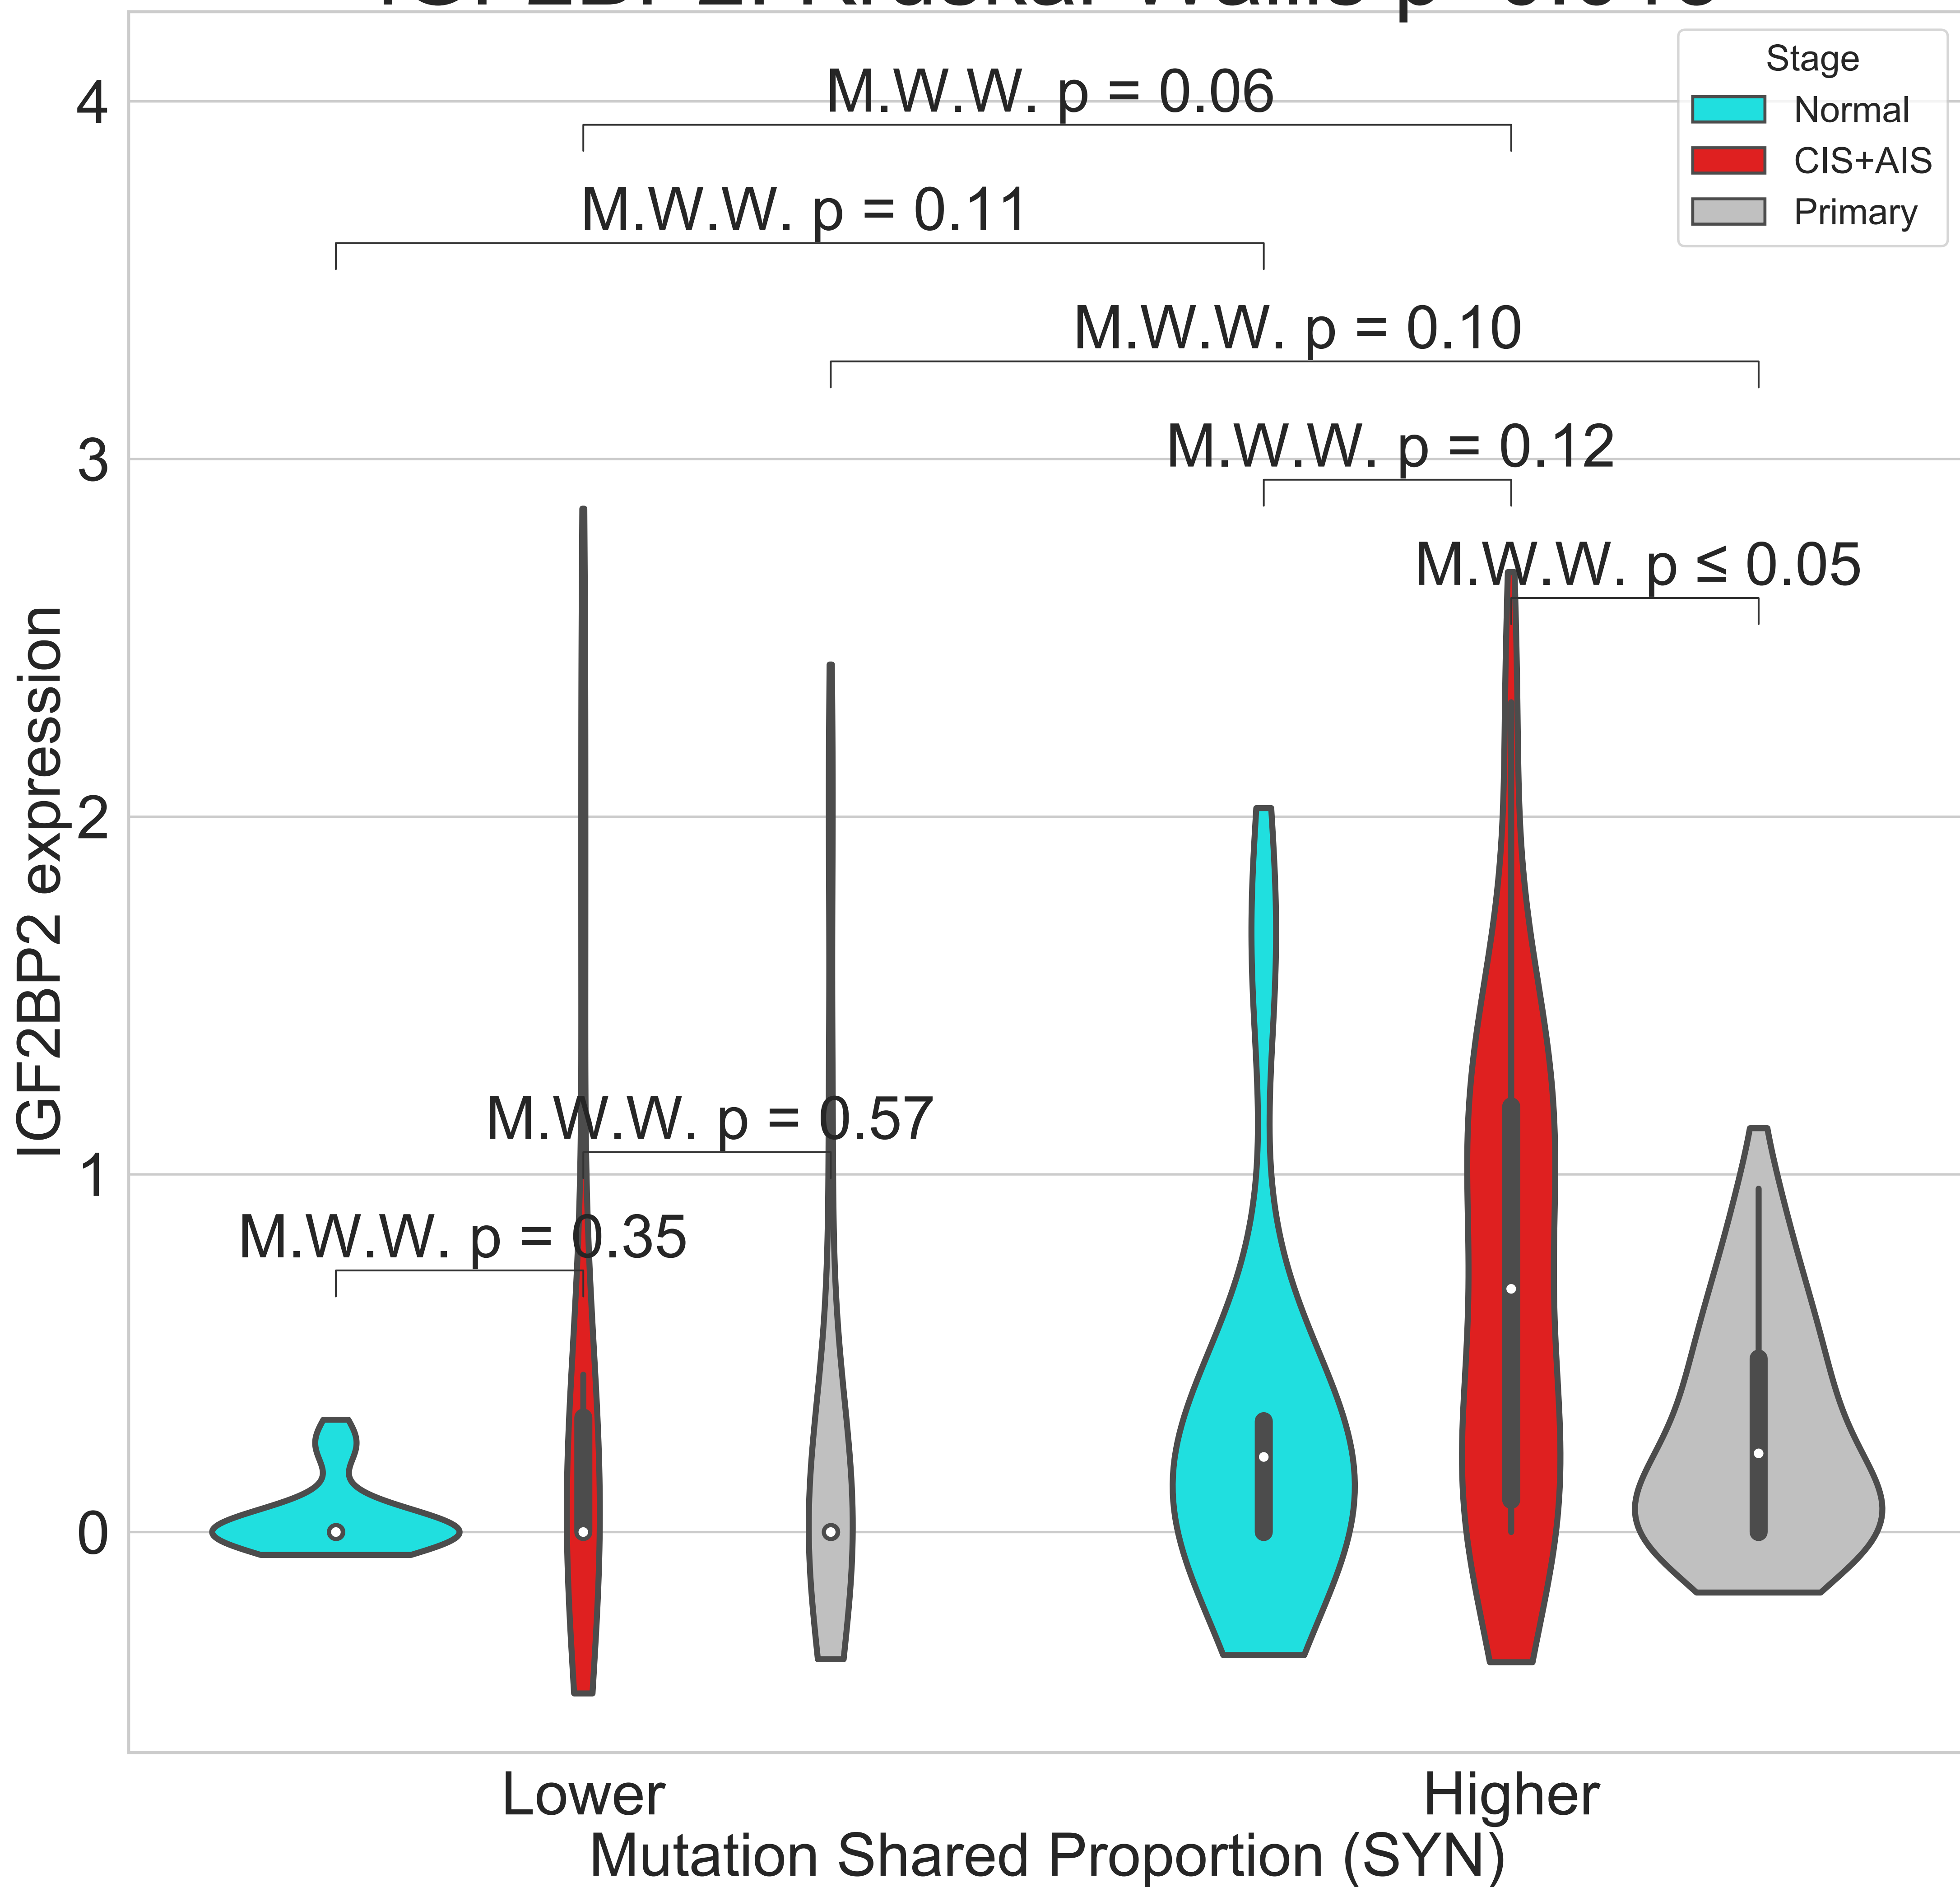 4
3
2
1
0
IGF2BP2 expression
M.W.W. p = 0.06
M.W.W. p = 0.11
M.W.W. p = 0.10
M.W.W. p = 0.12
M.W.W. p ≤ 0.05
M.W.W. p = 0.57
M.W.W. p = 0.35
Stage
Normal
CIS+AIS
Primary
Lower
Higher
Mutation Shared Proportion (SYN)